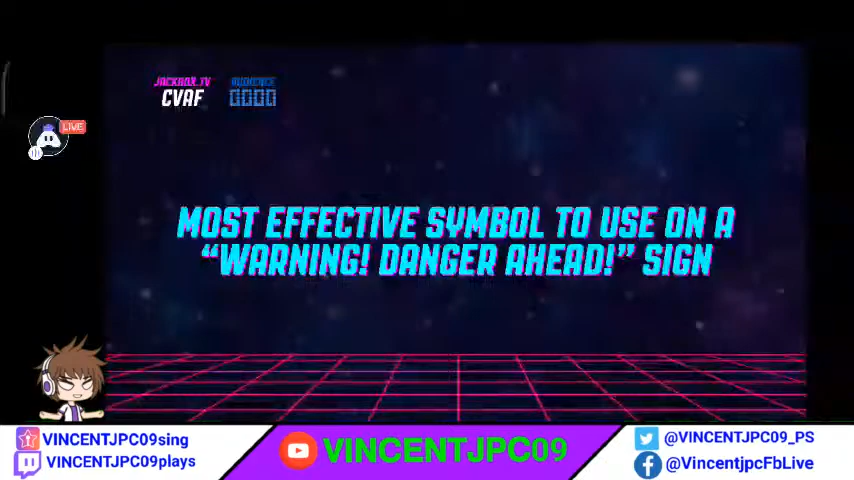 JACKBOX.TV AUDIENCE
CVAF 0000
LIVE
MOST EFFECTIVE SYMBOL TO USE ON A
“WARNING! DANGER AHEAD!” SIGN
VINCENTJPC09sing
VINCENTJPC09plays
VINCENTJPC09
@VINCENTJPC09_PS
@VincentjpcFbLive